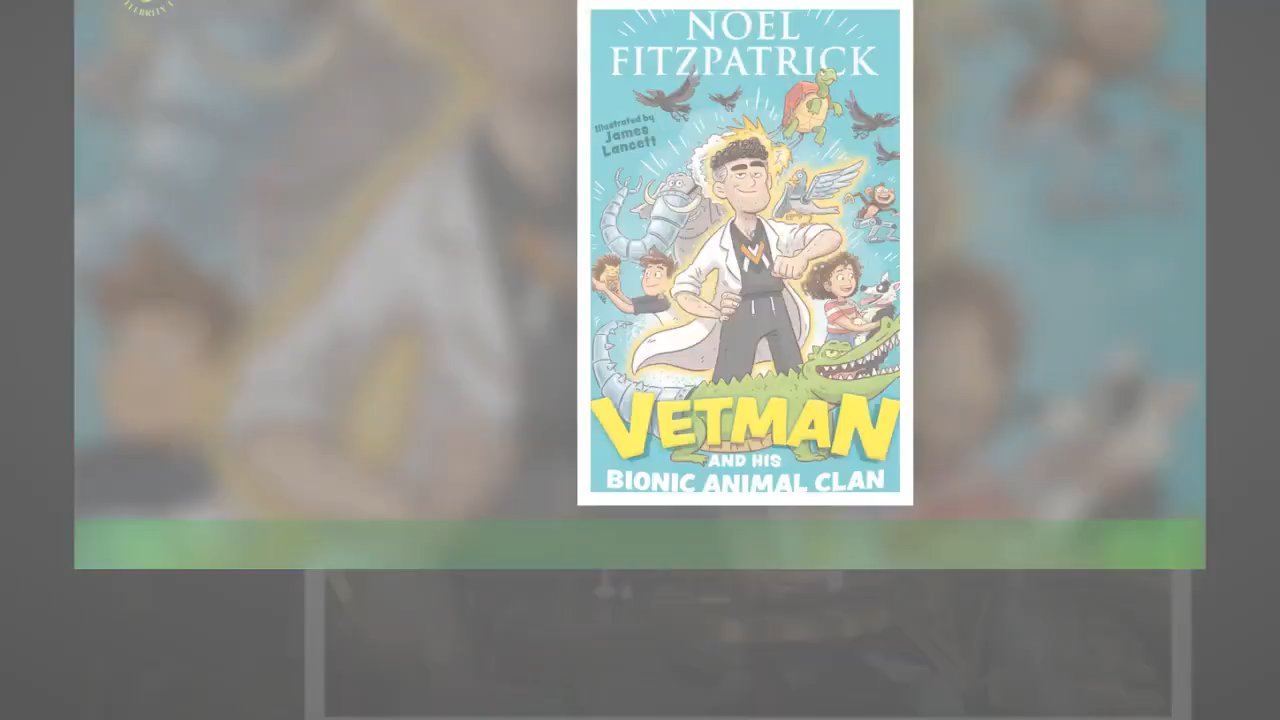 NOEL
FITZPATRICK
Illustrated by
James
Lancett
VETMAN
AND HIS
BIONIC ANIMAL CLAN